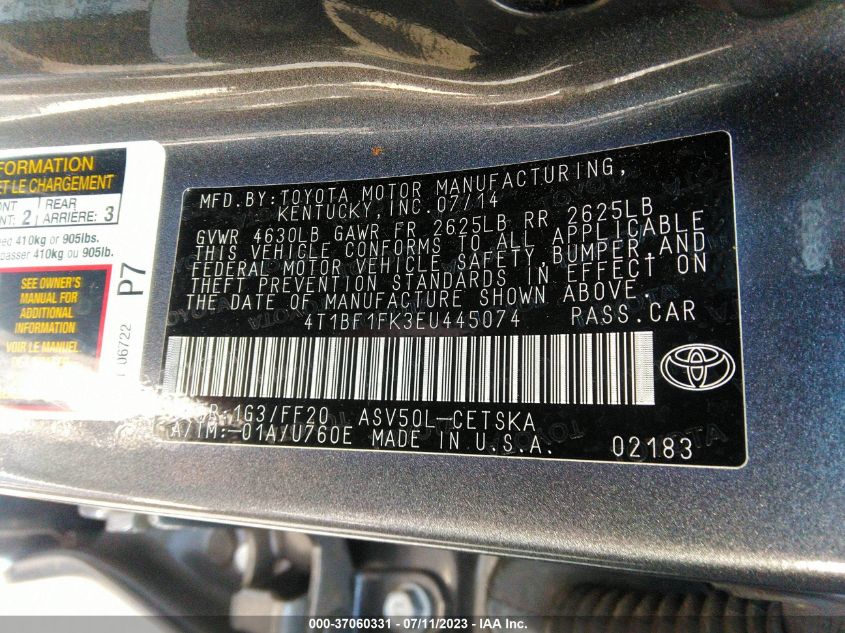 FORMATION
ET LE CHARGEMENT
FRONT 2 REAR 3
ARRIÈRE:
410kg or 905lbs.
410kg ou 905lb.
SEE OWNER'S
MANUAL FOR
ADDITIONAL
INFORMATION
VOIR LE MANUEL
06722 P7
MFD.BY:TOYOTA MOTOR MANUFACTURING,
KENTUCKY,INC.07/14
GVWR 4630LB GAWR FR 2625LB RR 2625LB
THIS VEHICLE CONFORMS TO ALL APPLICABLE
FEDERAL MOTOR VEHICLE SAFETY,BUMPER,AND
THEFT PREVENTION STANDARDS IN EFFECT ON
THE DATE OF MANUFACTURE SHOWN ABOVE.
4T1BF1FK3EU445074 PASS.CAR
1G3/FF20 ASV50L-CETSKA
A/TM:-01A/U760E MADE IN U.S.A. 02183
000-37060331 - 07/11/2023 - IAA Inc.